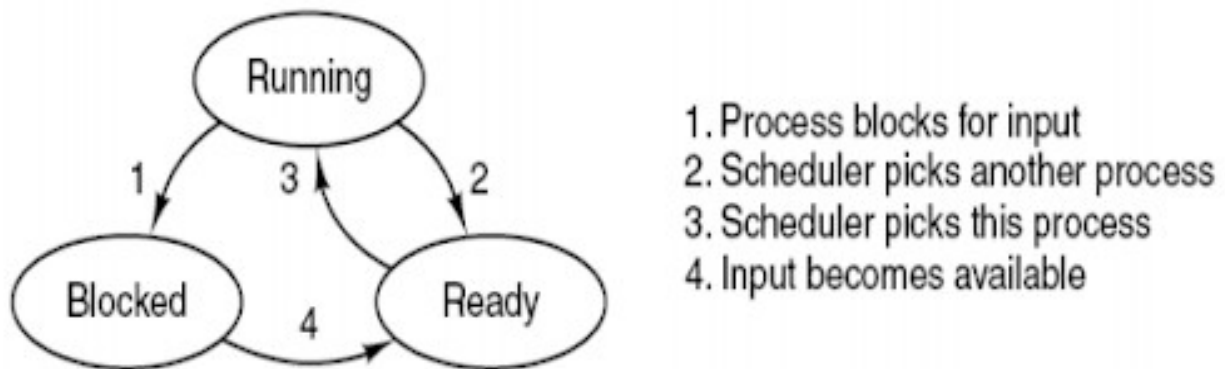 Running
1
3
2
Blocked
4
Ready
1. Process blocks for input
2. Scheduler picks another process
3. Scheduler picks this process
4. Input becomes available